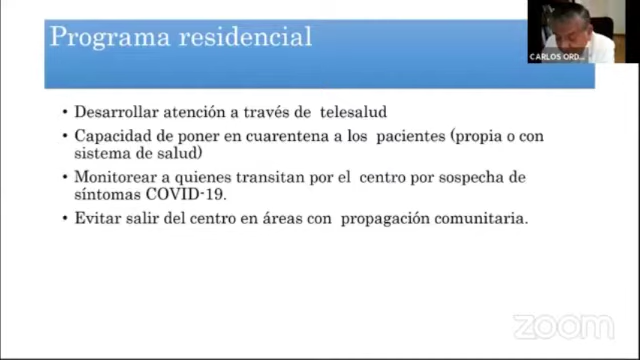 Programa residencial
CARLOS ORD...
• Desarrollar atención a través de telesalud
• Capacidad de poner en cuarentena a los pacientes (propia o con
sistema de salud)
• Monitorear a quienes transitan por el centro por sospecha de
síntomas COVID-19.
• Evitar salir del centro en áreas con propagación comunitaria.
zoom